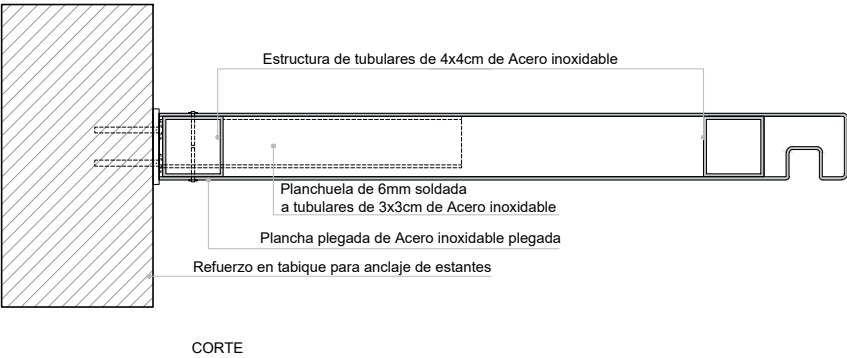 Estructura de tubulares de 4x4cm de Acero inoxidable
Planchuela de 6mm soldada
a tubulares de 3x3cm de Acero inoxidable
Plancha plegada de Acero inoxidable plegada
Refuerzo en tabique para anclaje de estantes
CORTE